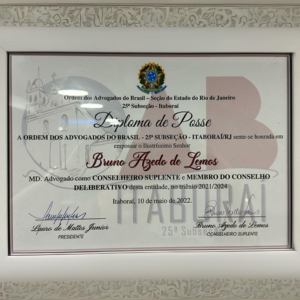 Ordem dos Advogados do Brasil – Seção do Estado do Rio de Janeiro
25ª Subseção - Itaboraí
Diploma de Posse
A ORDEM DOS ADVOGADOS DO BRASIL - 25ª SUBSEÇÃO - ITABORAÍ/RJ sente-se honrada em
empossar o Ilustríssimo Senhor
Bruno Azedo de Lemos
MD. Advogado como CONSELHEIRO SUPLENTE e MEMBRO DO CONSELHO
DELIBERATIVO desta entidade, no triênio 2021/2024
ITABORAÍ
Itaboraí, 10 de maio de 2022.
25ª Subseção
Lauro de Mattos Junior
PRESIDENTE
Bruno Azedo de Lemos
CONSELHEIRO SUPLENTE